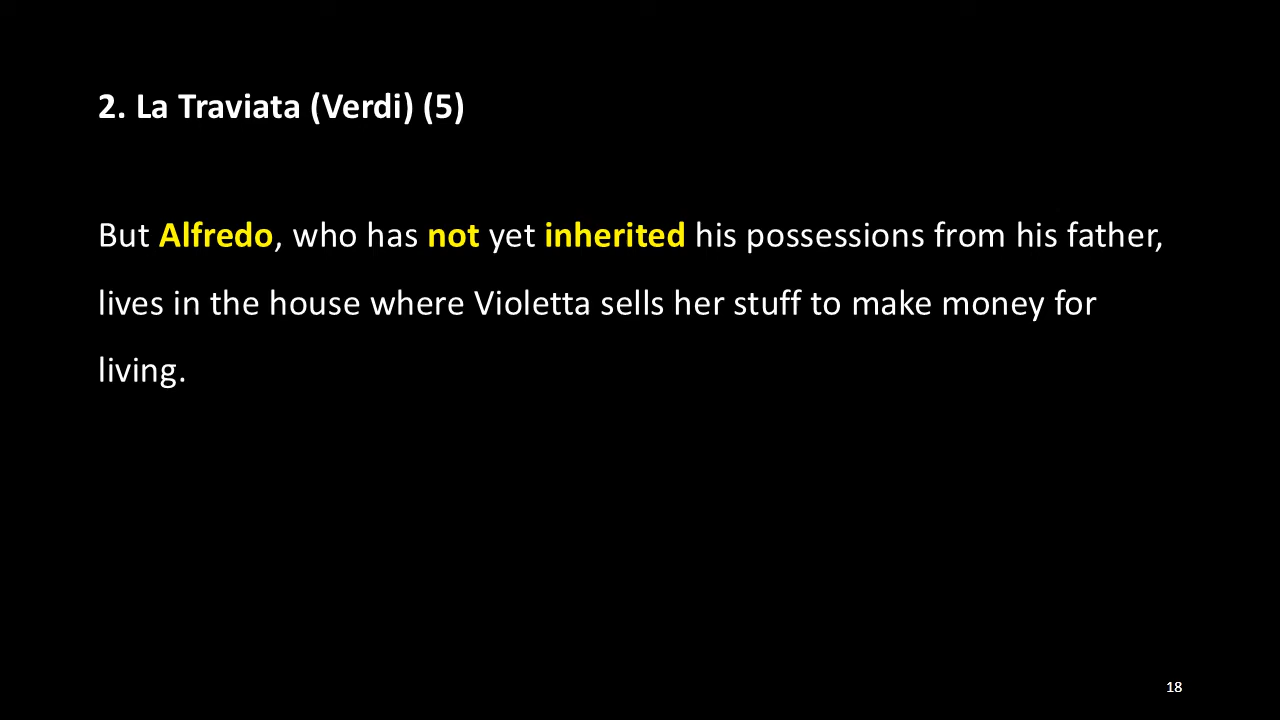 2. La Traviata (Verdi) (5)
But Alfredo, who has not yet inherited his possessions from his father,
lives in the house where Violetta sells her stuff to make money for
living.
18